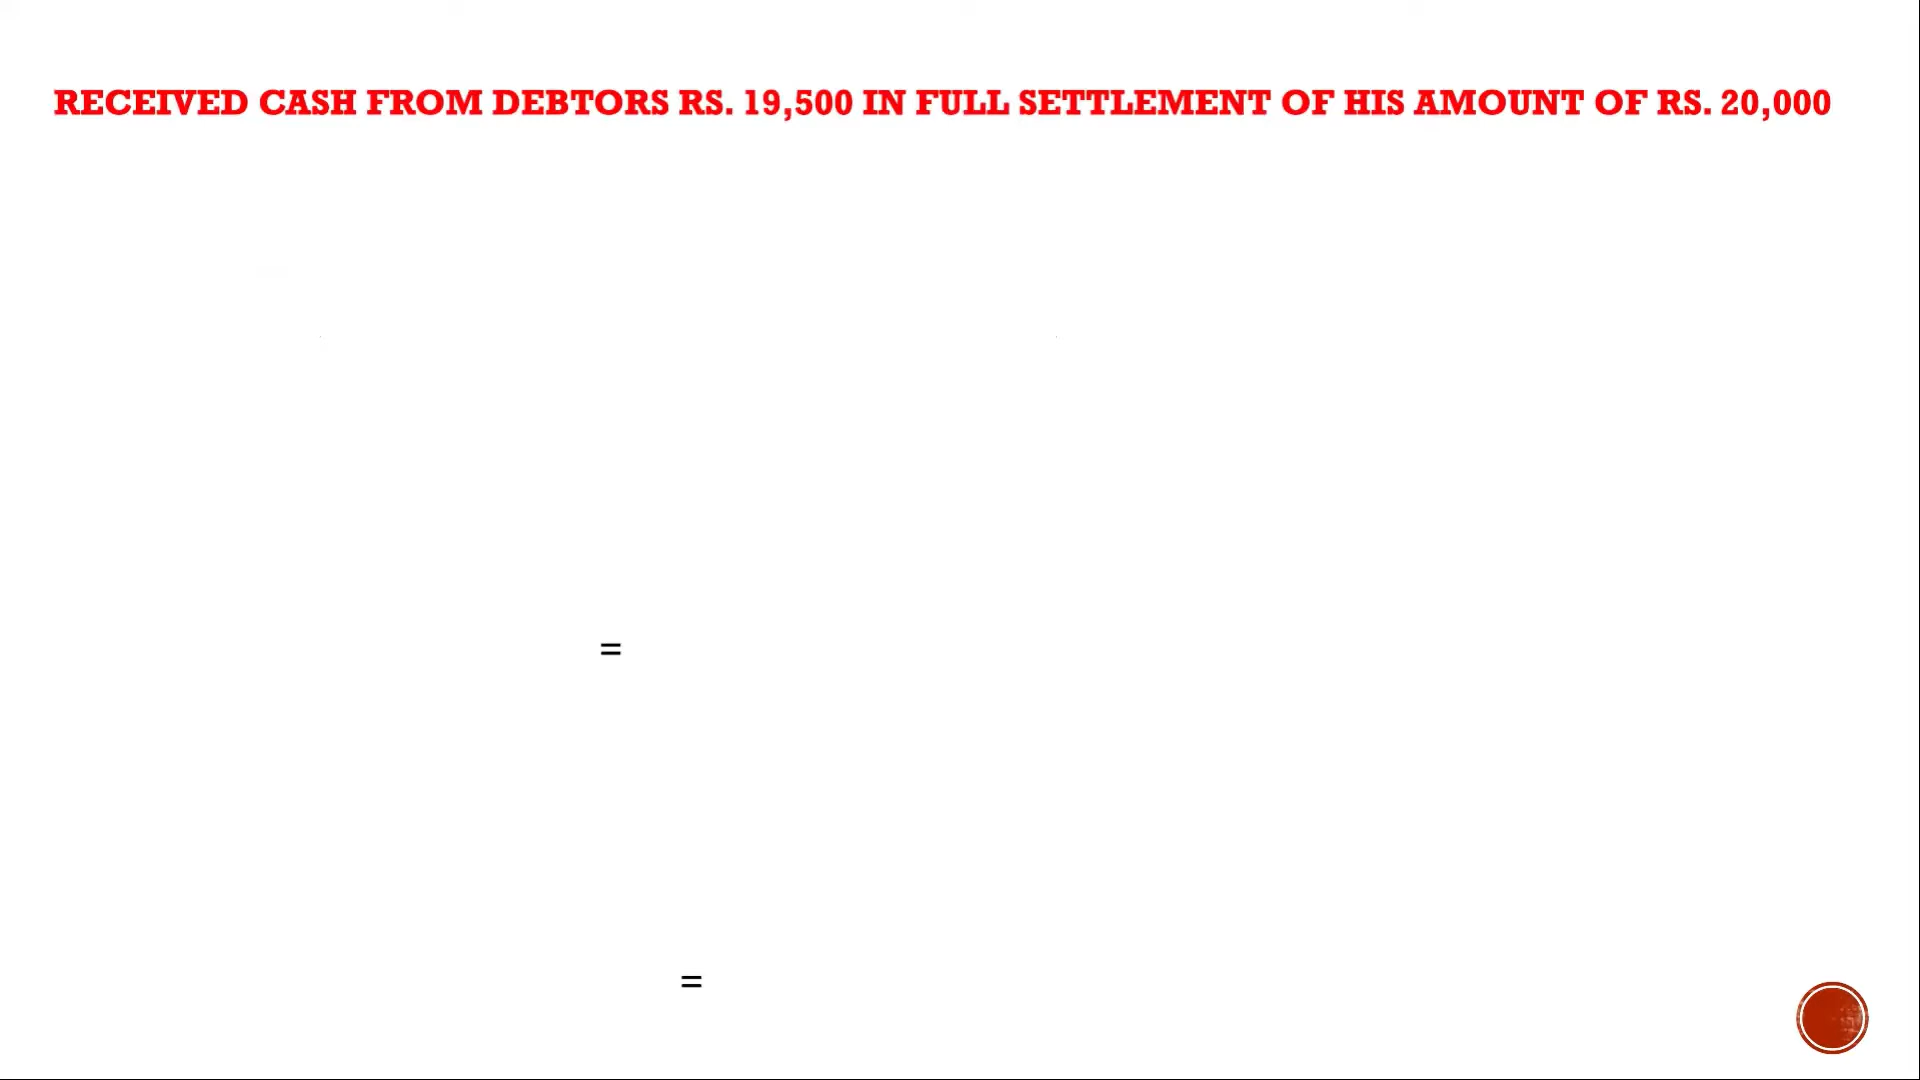 RECEIVED CASH FROM DEBTORS RS. 19,500 IN FULL SETTLEMENT OF HIS AMOUNT OF RS. 20,000
=
=